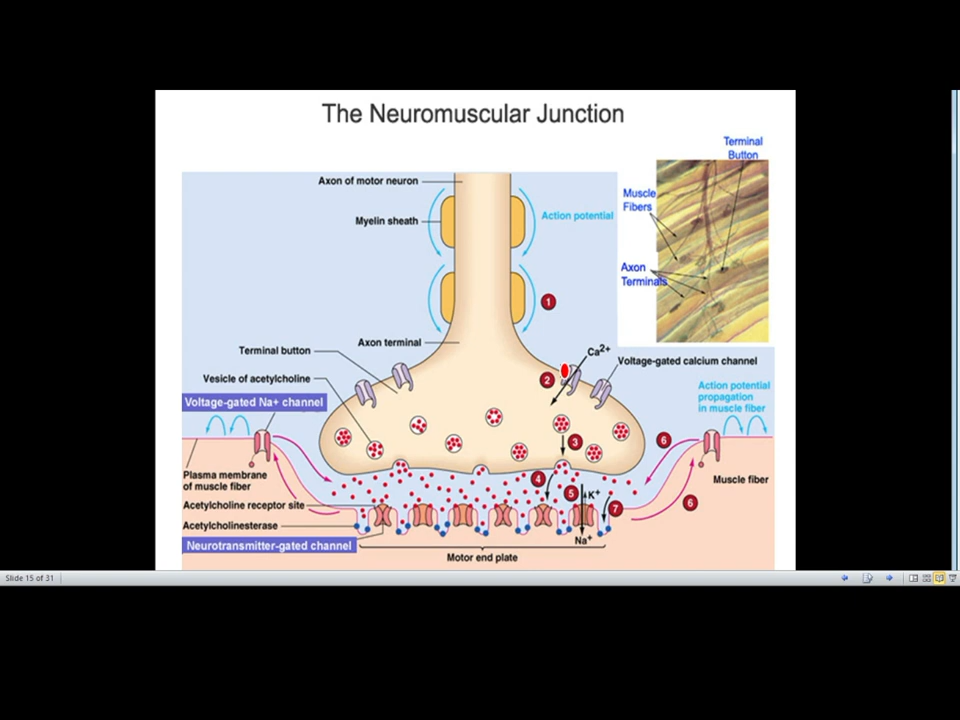 The Neuromuscular Junction
Terminal
Button
Axon of motor neuron
Muscle
Fibers
Myelin sheath
Action potential
Axon
Terminals
1
Axon terminal
Terminal button
Ca2+
Voltage-gated calcium channel
2
Vesicle of acetylcholine
Action potential
propagation
in muscle fiber
Voltage-gated Na+ channel
3
6
4
Plasma membrane
of muscle fiber
Muscle fiber
5
K+
6
Acetylcholine receptor site
7
Acetylcholinesterase
Na+
Neurotransmitter-gated channel
Motor end plate
Slide 15 of 31